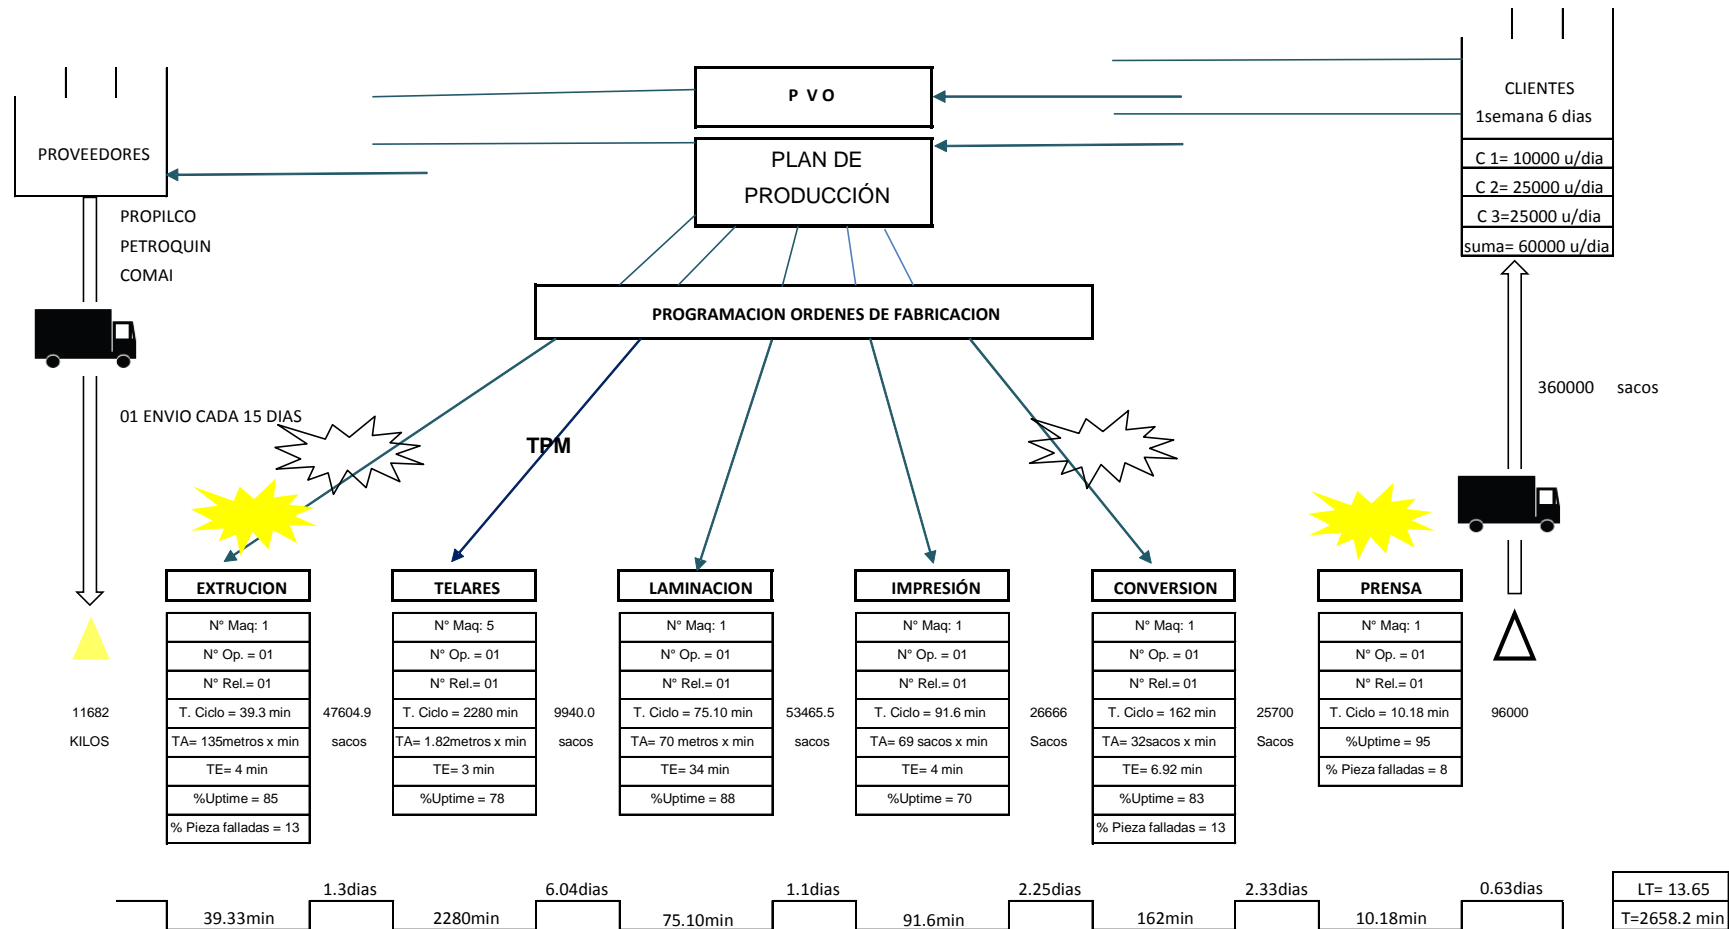 P V O
CLIENTES
1semana 6 dias
PROVEEDORES
PLAN DE
PRODUCCIÓN
C 1= 10000 u/dia
C 2= 25000 u/dia
C 3=25000 u/dia
suma= 60000 u/dia
PROPILCO
PETROQUIN
COMAI
PROGRAMACION ORDENES DE FABRICACION
360000 sacos
01 ENVIO CADA 15 DIAS
TPM
EXTRUCION
N° Maq: 1
N° Op. = 01
N° Rel.= 01
T. Ciclo = 39.3 min
TA= 135metros x min
TE= 4 min
%Uptime = 85
% Pieza falladas = 13
TELARES
N° Maq: 5
N° Op. = 01
N° Rel.= 01
T. Ciclo = 2280 min
TA= 1.82metros x min
TE= 3 min
%Uptime = 78
LAMINACION
N° Maq: 1
N° Op. = 01
N° Rel.= 01
T. Ciclo = 75.10 min
TA= 70 metros x min
TE= 34 min
%Uptime = 88
IMPRESIÓN
N° Maq: 1
N° Op. = 01
N° Rel.= 01
T. Ciclo = 91.6 min
TA= 69 sacos x min
TE= 4 min
%Uptime = 70
CONVERSION
N° Maq: 1
N° Op. = 01
N° Rel.= 01
T. Ciclo = 162 min
TA= 32sacos x min
TE= 6.92 min
%Uptime = 83
% Pieza falladas = 13
PRENSA
N° Maq: 1
N° Op. = 01
N° Rel.= 01
T. Ciclo = 10.18 min
%Uptime = 95
% Pieza falladas = 8
11682
KILOS
47604.9
sacos
9940.0
sacos
53465.5
sacos
26666
Sacos
25700
Sacos
96000
1.3dias
6.04dias
1.1dias
2.25dias
2.33dias
0.63dias
LT= 13.65
39.33min
2280min
75.10min
91.6min
162min
10.18min
T=2658.2 min